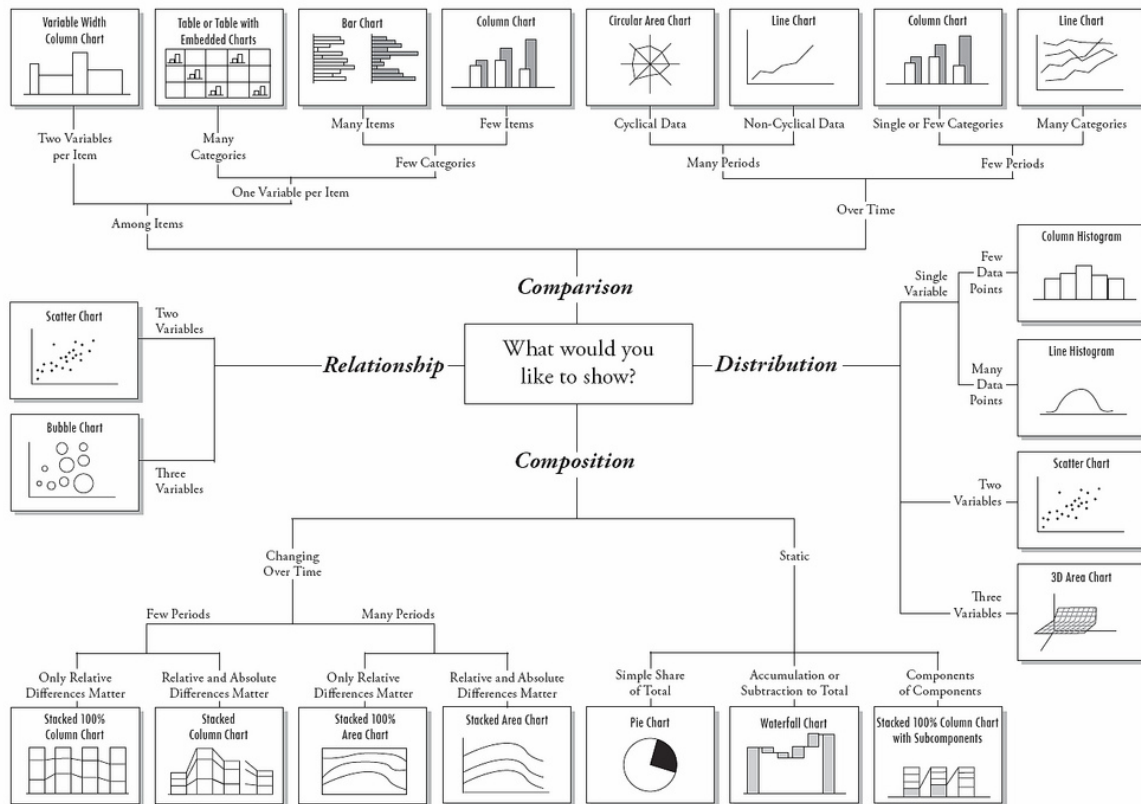 Variable Width
Column Chart
Table or Table with
Embedded Charts
Bar Chart
Column Chart
Circular Area Chart
Line Chart
Column Chart
Line Chart
Two Variables
per Item
Many
Categories
Many Items
Few Items
Cyclical Data
Non-Cyclical Data
Single or Few Categories
Many Categories
Few Categories
Many Periods
Few Periods
One Variable per Item
Among Items
Over Time
Comparison
Relationship
What would you
like to show?
Distribution
Composition
Scatter Chart
Two
Variables
Bubble Chart
Three
Variables
Single
Variable
Few
Data
Points
Column Histogram
Many
Data
Points
Line Histogram
Two
Variables
Scatter Chart
Three
Variables
3D Area Chart
Changing
Over Time
Static
Few Periods
Many Periods
Only Relative
Differences Matter
Relative and Absolute
Differences Matter
Only Relative
Differences Matter
Relative and Absolute
Differences Matter
Simple Share
of Total
Accumulation or
Subtraction to Total
Components
of Components
Stacked 100%
Column Chart
Stacked
Column Chart
Stacked 100%
Area Chart
Stacked Area Chart
Pie Chart
Waterfall Chart
Stacked 100% Column Chart
with Subcomponents